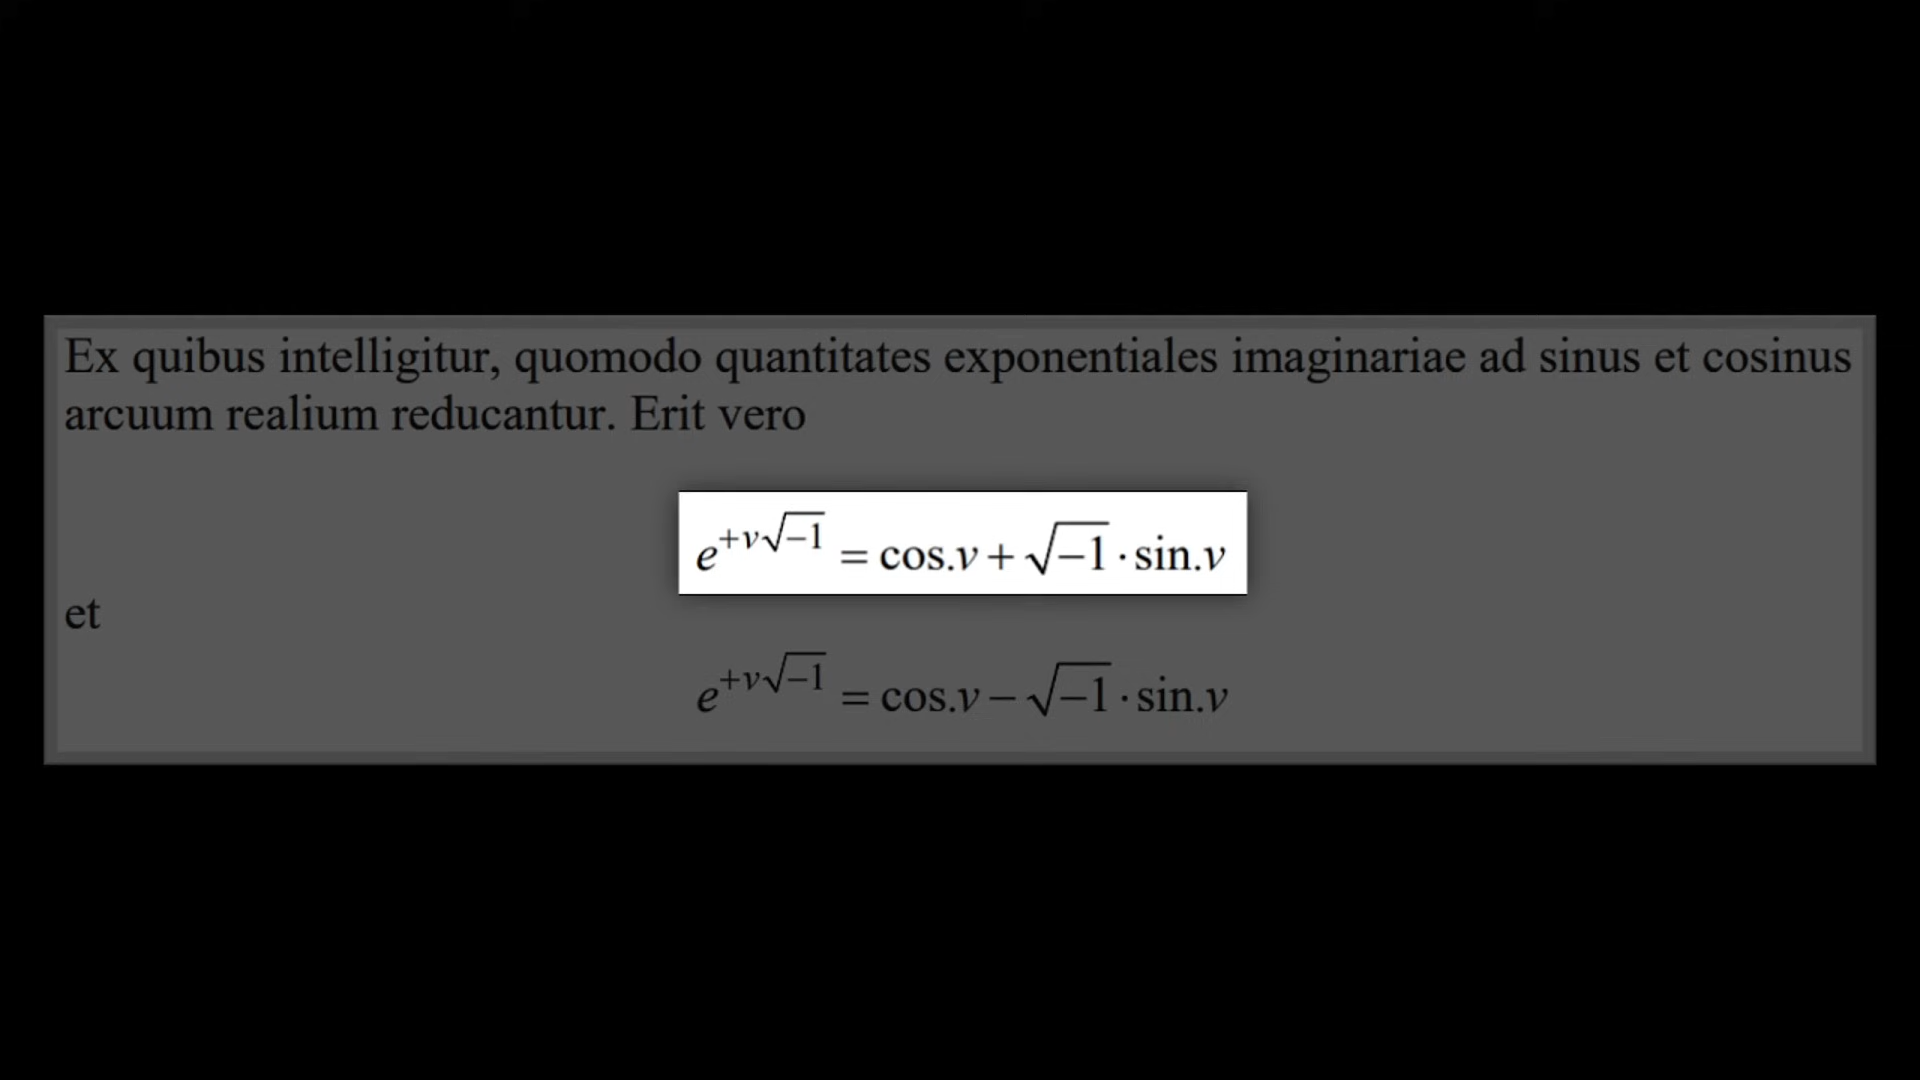 Ex quibus intelligitur, quomodo quantitates exponentiales imaginariae ad sinus et cosinus
arcuum realium reducantur. Erit vero
e^{+v√−1} = cos.v + √−1 · sin.v
et
e^{+v√−1} = cos.v − √−1 · sin.v